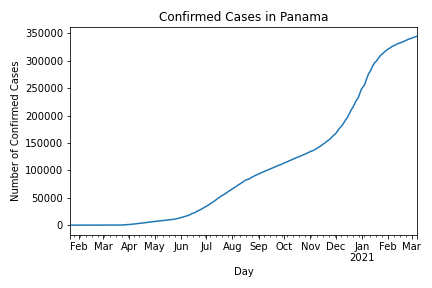 Confirmed Cases in Panama
Number of Confirmed Cases
350000
300000
250000
200000
150000
100000
50000
0
Feb Mar Apr May Jun Jul Aug Sep Oct Nov Dec Jan Feb Mar
2021
Day